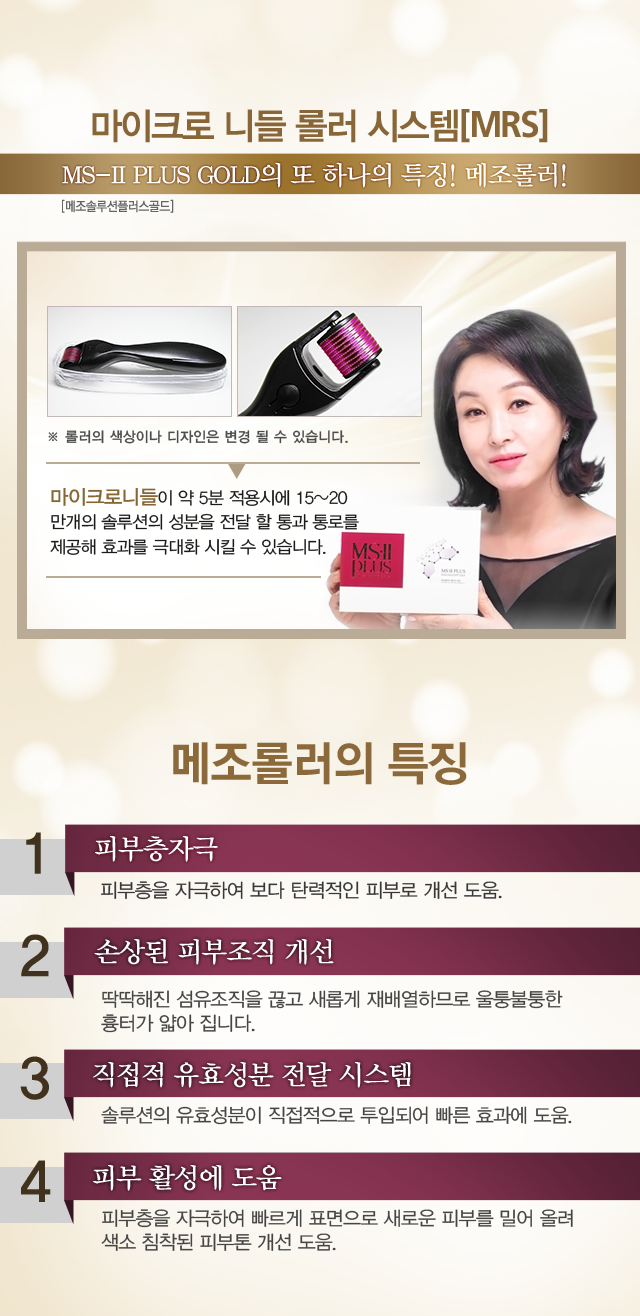 마이크로 니들 롤러 시스템[MRS]
MS-II PLUS GOLD의 또 하나의 특징! 메조롤러!
[메조솔루션플러스골드]
※ 롤러의 색상이나 디자인은 변경 될 수 있습니다.
마이크로니들이 약 5분 적용시에 15~20
만개의 솔루션의 성분을 전달 할 통과 통로를
제공해 효과를 극대화 시킬 수 있습니다.
MS-II
PLUS
MS II PLUS
메조롤러의 특징
1 피부층자극
피부층을 자극하여 보다 탄력적인 피부로 개선 도움.
2 손상된 피부조직 개선
딱딱해진 섬유조직을 끊고 새롭게 재배열하므로 울퉁불퉁한
흉터가 얇아 집니다.
3 직접적 유효성분 전달 시스템
솔루션의 유효성분이 직접적으로 투입되어 빠른 효과에 도움.
4 피부 활성에 도움
피부층을 자극하여 빠르게 표면으로 새로운 피부를 밀어 올려
색소 침착된 피부톤 개선 도움.